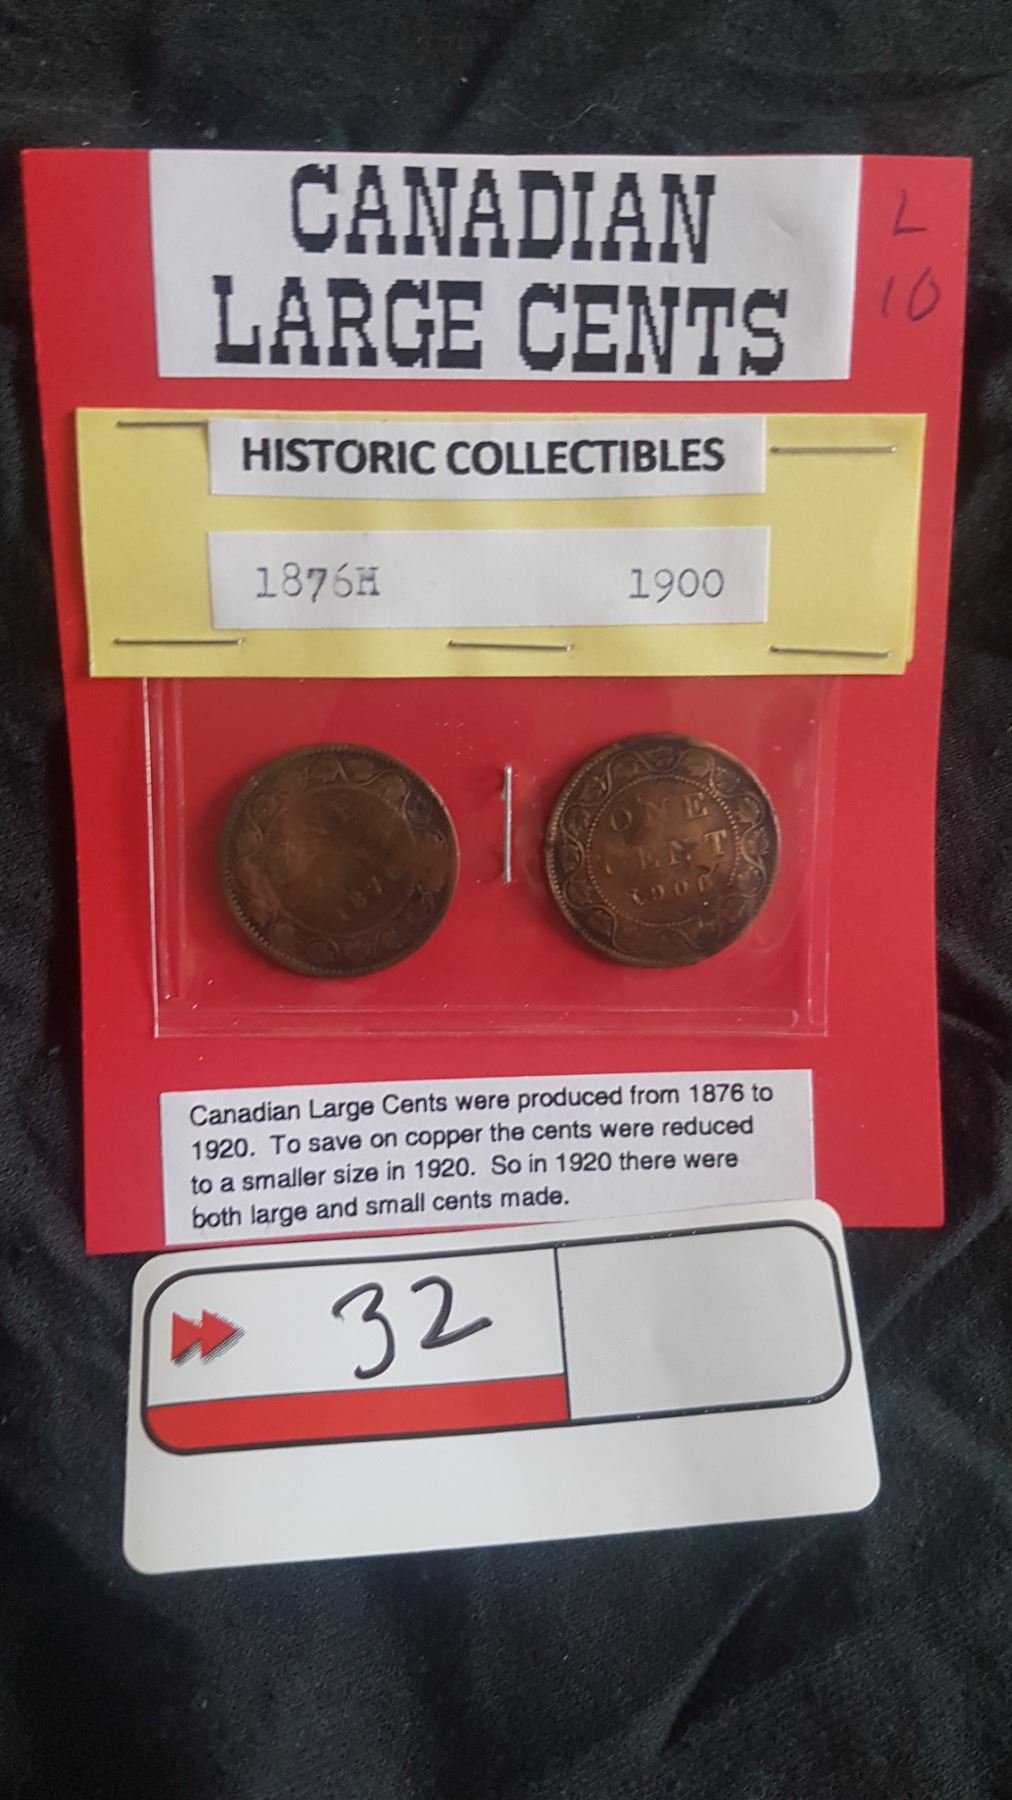 CANADIAN
LARGE CENTS
L
10
HISTORIC COLLECTIBLES
1876H 1900
187
ONE
CENT
1900
Canadian Large Cents were produced from 1876 to
1920. To save on copper the cents were reduced
to a smaller size in 1920. So in 1920 there were
both large and small cents made.
32